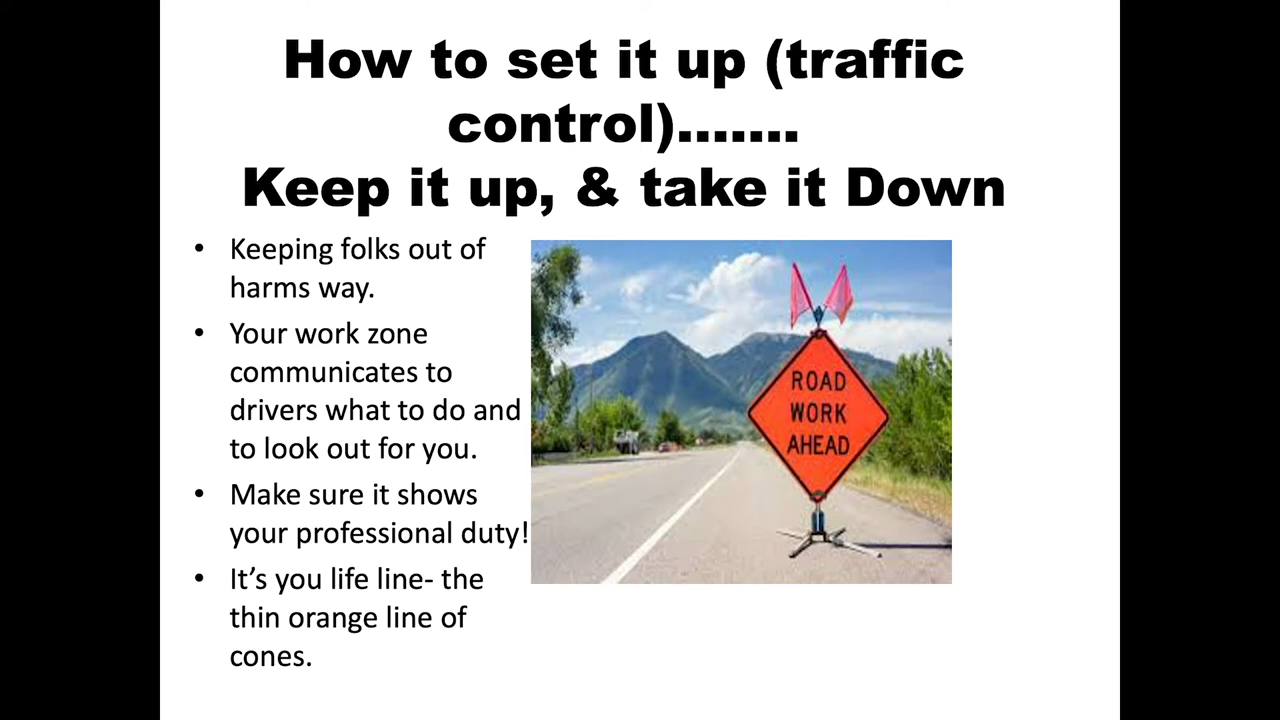 How to set it up (traffic
control).......
Keep it up, & take it Down
• Keeping folks out of
harms way.
• Your work zone
communicates to
drivers what to do and
to look out for you.
• Make sure it shows
your professional duty!
• It’s you life line- the
thin orange line of
cones.
ROAD
WORK
AHEAD